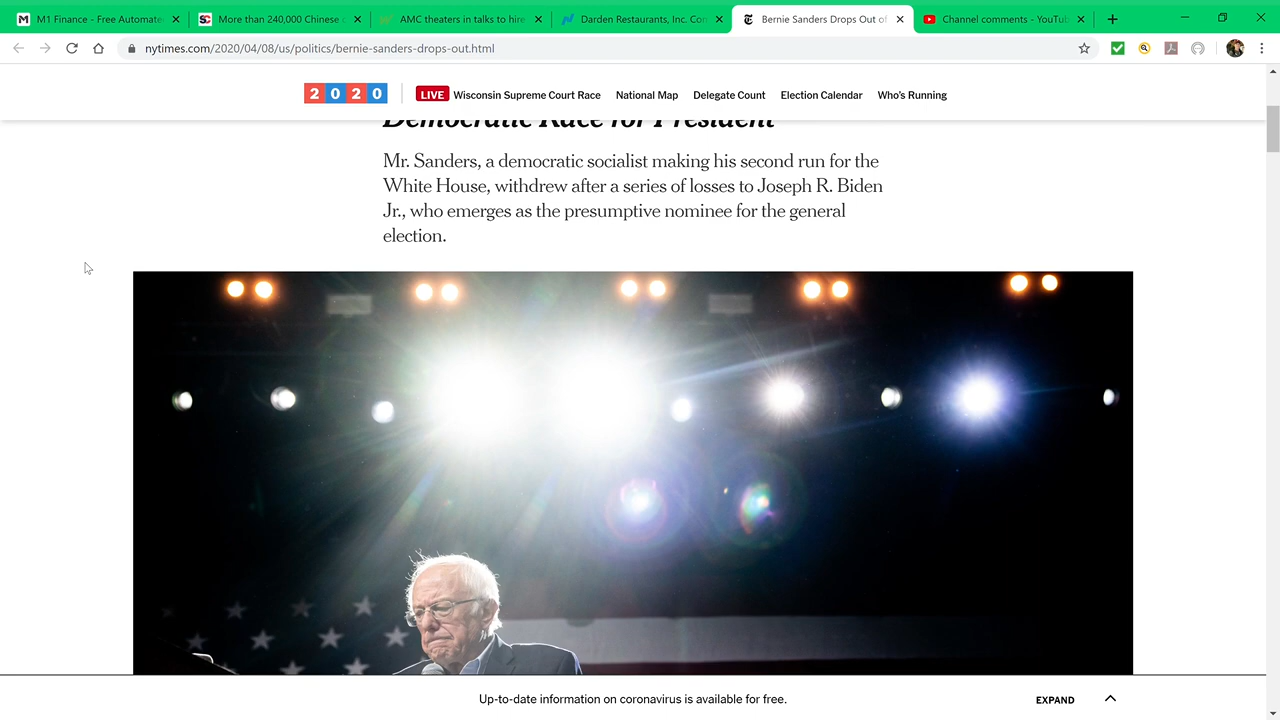 M1 Finance - Free Automate
More than 240,000 Chinese c
AMC theaters in talks to hire
Darden Restaurants, Inc. Con
Bernie Sanders Drops Out of
Channel comments - YouTub
nytimes.com/2020/04/08/us/politics/bernie-sanders-drops-out.html
2020
LIVE Wisconsin Supreme Court Race
National Map
Delegate Count
Election Calendar
Who's Running
Democratic Race for President
Mr. Sanders, a democratic socialist making his second run for the
White House, withdrew after a series of losses to Joseph R. Biden
Jr., who emerges as the presumptive nominee for the general
election.
Up-to-date information on coronavirus is available for free.
EXPAND